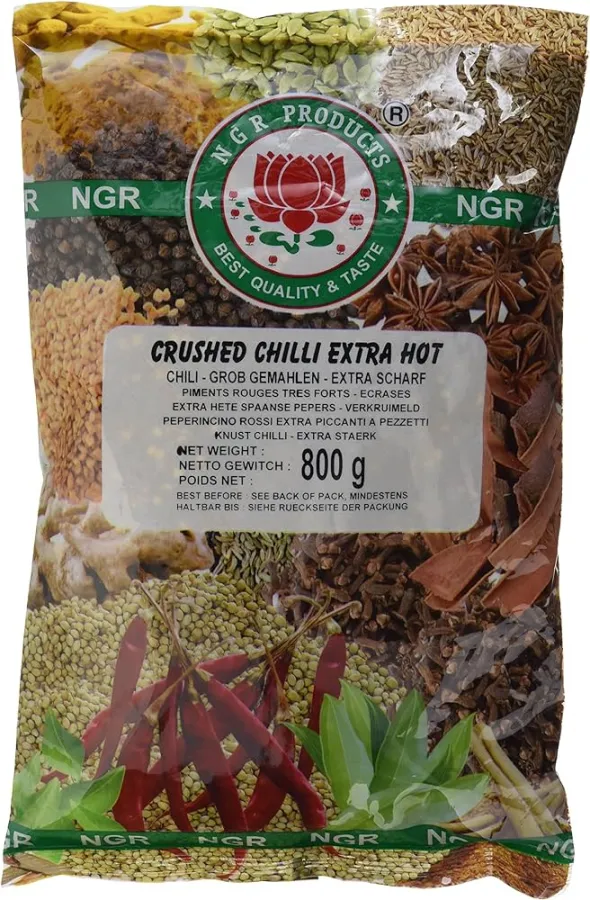 N G R PRODUCTS
®
R NGR
NGR
BEST QUALITY & TASTE
CRUSHED CHILLI EXTRA HOT
CHILI - GROB GEMAHLEN - EXTRA SCHARF
PIMENTS ROUGES TRES FORTS - ECRASES
EXTRA HETE SPAANSE PEPERS - VERKRUIMELD
PEPERINCINO ROSSI EXTRA PICCANTI A PEZZETTI
KNUST CHILLI - EXTRA STAERK
NET WEIGHT :
NETTO GEWITCH : 800 g
POIDS NET :
BEST BEFORE : SEE BACK OF PACK, MINDESTENS
HALTBAR BIS : SIEHE RUECKSEITE DER PACKUNG
GR NGR NGR NGR NG